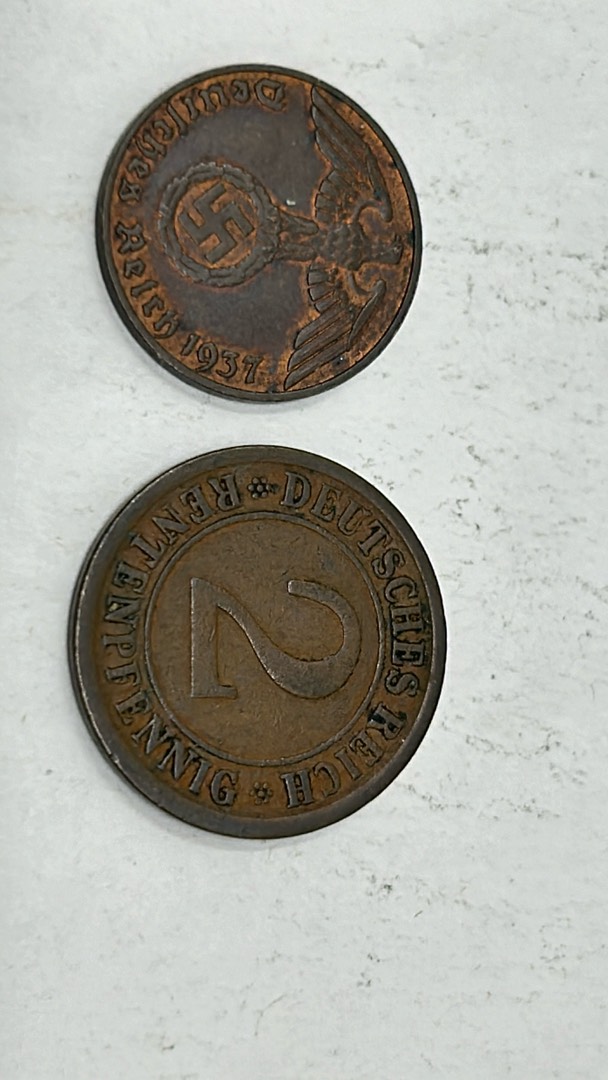 Deutsches Reich 1937
DEUTSCHES REICH
2
RENTENPFENNIG